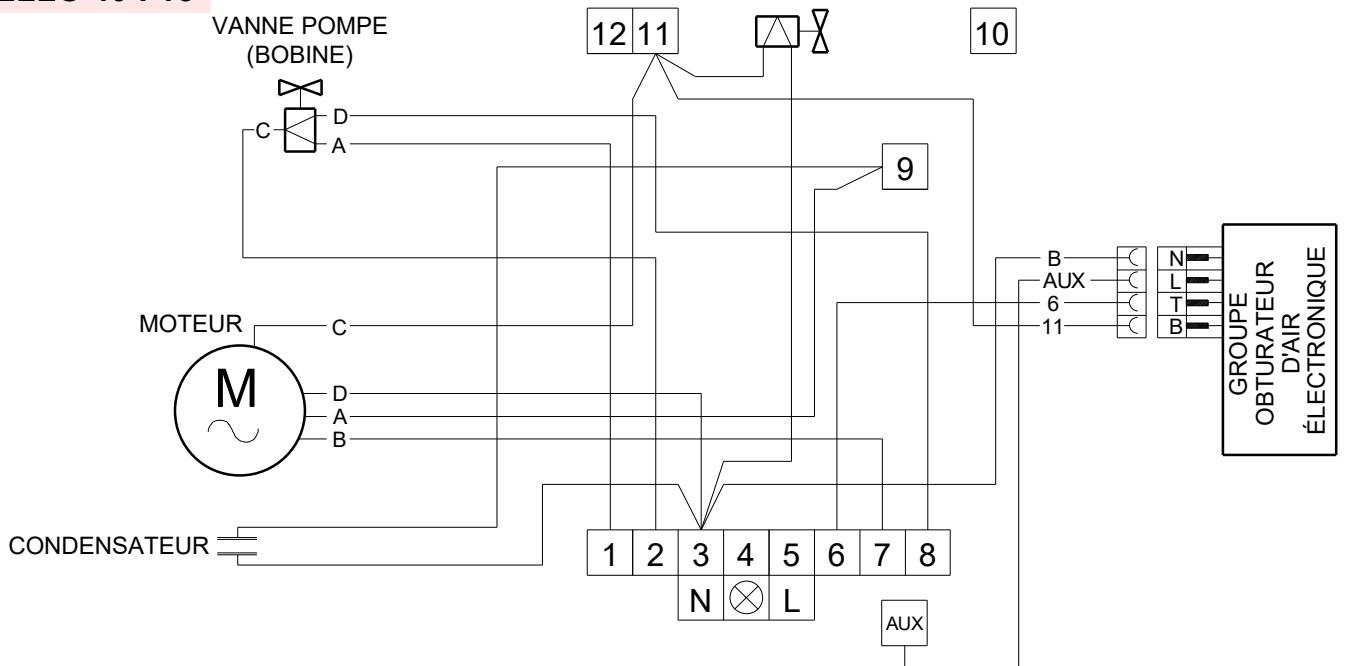 VANNE POMPE
(BOBINE)
12 11
10
D
C
A
9
B
N
AUX
L
6
T
11
B
GROUPE
OBTURATEUR
D'AIR
ÉLECTRONIQUE
MOTEUR
C
M
D
A
B
CONDENSATEUR
1 2 3 4 5 6 7 8
N L
AUX